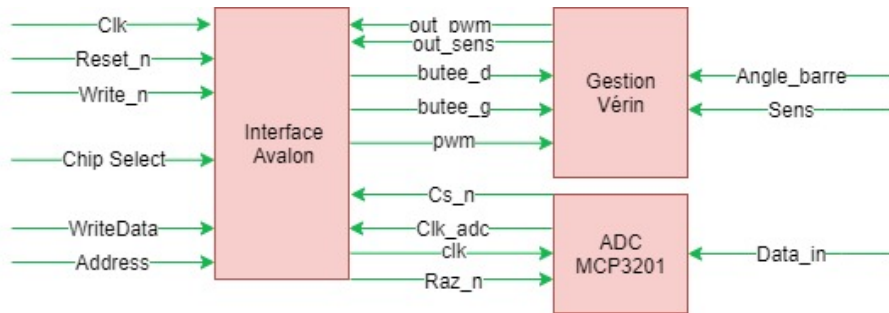 Clk
Reset_n
Write_n
Chip Select
WriteData
Address
Interface
Avalon
out_pwm
out_sens
butee_d
butee_g
pwm
Cs_n
Clk_adc
clk
Raz_n
Gestion
Vérin
ADC
MCP3201
Angle_barre
Sens
Data_in